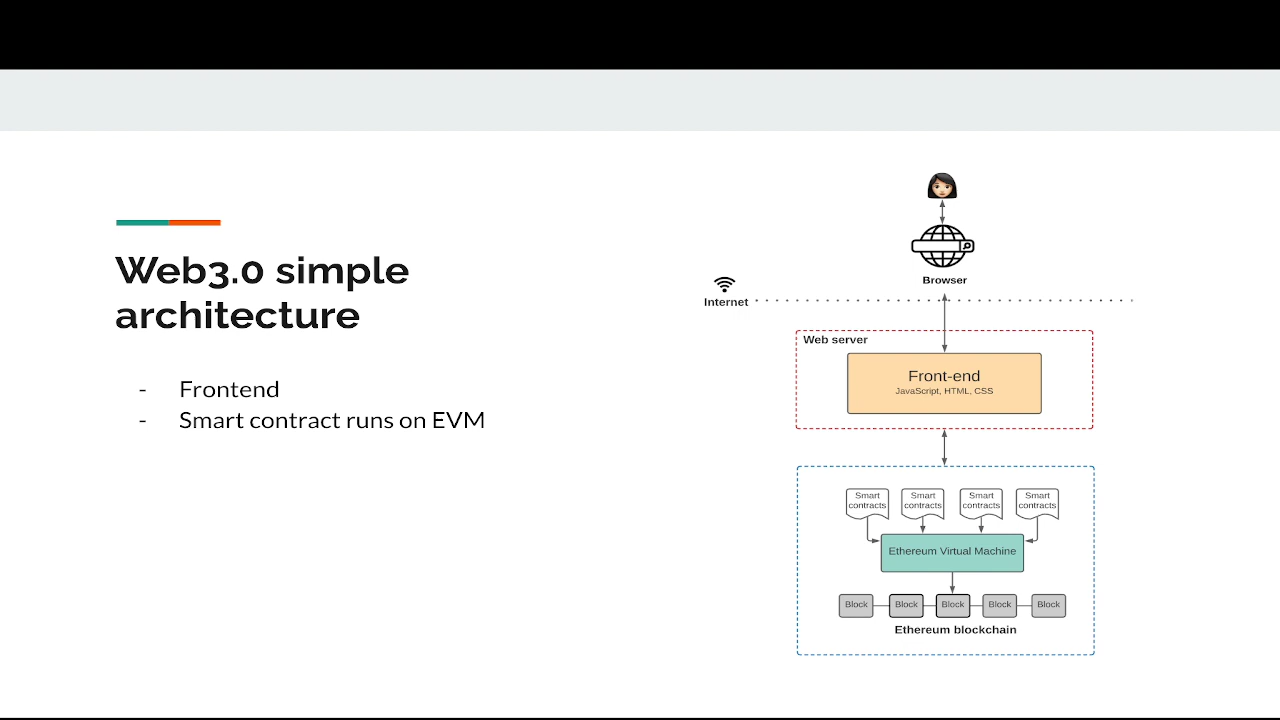 Web3.0 simple
architecture
- Frontend
- Smart contract runs on EVM
Browser
Internet
Web server
Front-end
JavaScript, HTML, CSS
Smart contracts
Smart contracts
Smart contracts
Smart contracts
Ethereum Virtual Machine
Block Block Block Block Block
Ethereum blockchain